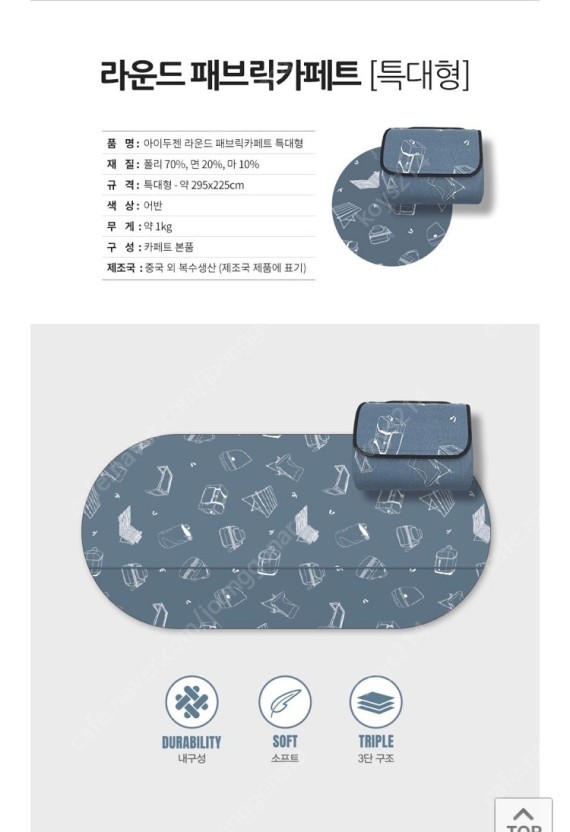 라운드 패브릭카페트 [특대형]
품 명 : 아이두젠 라운드 패브릭카페트 특대형
재 질 : 폴리 70%, 면 20%, 마 10%
규 격 : 특대형 - 약 295x225cm
색 상 : 어반
무 게 : 약 1kg
구 성 : 카페트 본품
제조국 : 중국 외 복수생산 (제조국 제품에 표기)
DURABILITY
내구성
SOFT
소프트
TRIPLE
3단 구조
TOP